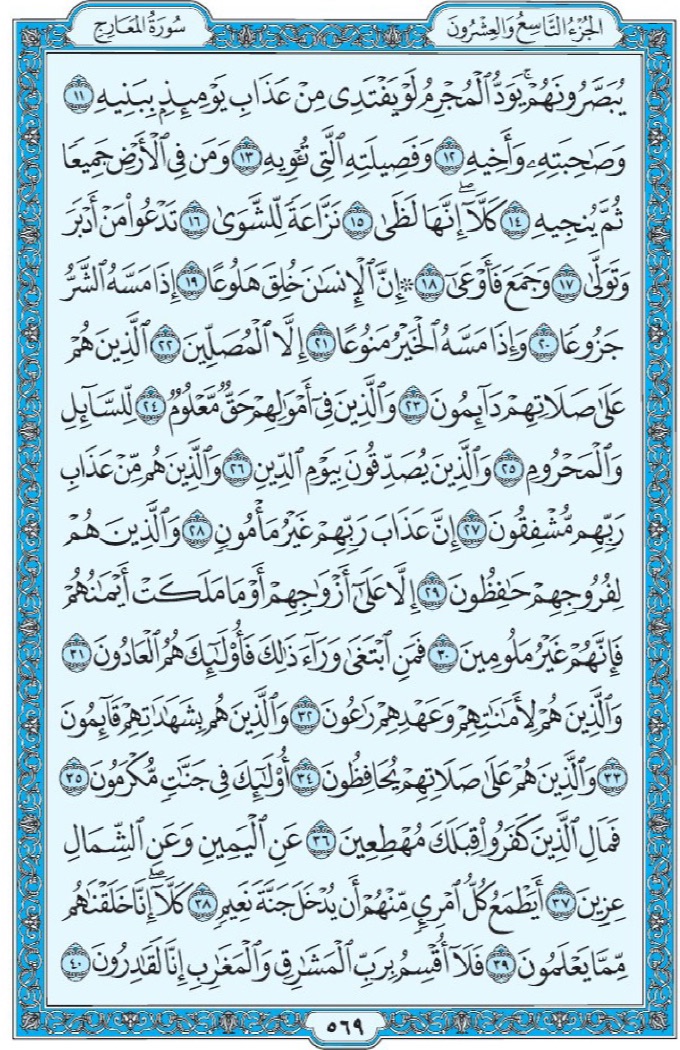 الجُزْءُ التَّاسِعُ وَالعِشْرُونَ
سُورَةُ المَعَارِجِ
يُبَصَّرُونَهُمْ ۚ يَوَدُّ ٱلْمُجْرِمُ لَوْ يَفْتَدِى مِنْ عَذَابِ يَوْمِئِذٍۭ بِبَنِيهِ ١١
وَصَٰحِبَتِهِۦ وَأَخِيهِ ١٢ وَفَصِيلَتِهِ ٱلَّتِى تُـْٔوِيهِ ١٣ وَمَن فِى ٱلْأَرْضِ جَمِيعًا
ثُمَّ يُنجِيهِ ١٤ كَلَّآ ۖ إِنَّهَا لَظَىٰ ١٥ نَزَّاعَةً لِّلشَّوَىٰ ١٦ تَدْعُوا۟ مَنْ أَدْبَرَ
وَتَوَلَّىٰ ١٧ وَجَمَعَ فَأَوْعَىٰٓ ١٨ ۞ إِنَّ ٱلْإِنسَٰنَ خُلِقَ هَلُوعًا ١٩ إِذَا مَسَّهُ ٱلشَّرُّ
جَزُوعًا ٢٠ وَإِذَا مَسَّهُ ٱلْخَيْرُ مَنُوعًا ٢١ إِلَّا ٱلْمُصَلِّينَ ٢٢ ٱلَّذِينَ هُمْ
عَلَىٰ صَلَاتِهِمْ دَآئِمُونَ ٢٣ وَٱلَّذِينَ فِىٓ أَمْوَٰلِهِمْ حَقٌّ مَّعْلُومٌ ٢٤ لِّلسَّآئِلِ
وَٱلْمَحْرُومِ ٢٥ وَٱلَّذِينَ يُصَدِّقُونَ بِيَوْمِ ٱلدِّينِ ٢٦ وَٱلَّذِينَ هُم مِّنْ عَذَابِ
رَبِّهِم مُّشْفِقُونَ ٢٧ إِنَّ عَذَابَ رَبِّهِمْ غَيْرُ مَأْمُونٍ ٢٨ وَٱلَّذِينَ هُمْ
لِفُرُوجِهِمْ حَٰفِظُونَ ٢٩ إِلَّا عَلَىٰٓ أَزْوَٰجِهِمْ أَوْ مَا مَلَكَتْ أَيْمَٰنُهُمْ
فَإِنَّهُمْ غَيْرُ مَلُومِينَ ٣٠ فَمَنِ ٱبْتَغَىٰ وَرَآءَ ذَٰلِكَ فَأُو۟لَٰٓئِكَ هُمُ ٱلْعَادُونَ ٣١
وَٱلَّذِينَ هُمْ لِأَمَٰنَٰتِهِمْ وَعَهْدِهِمْ رَٰعُونَ ٣٢ وَٱلَّذِينَ هُم بِشَهَٰدَٰتِهِمْ قَآئِمُونَ
٣٣ وَٱلَّذِينَ هُمْ عَلَىٰ صَلَاتِهِمْ يُحَافِظُونَ ٣٤ أُو۟لَٰٓئِكَ فِى جَنَّٰتٍ مُّكْرَمُونَ ٣٥
فَمَالِ ٱلَّذِينَ كَفَرُوا۟ قِبَلَكَ مُهْطِعِينَ ٣٦ عَنِ ٱلْيَمِينِ وَعَنِ ٱلشِّمَالِ
عِزِينَ ٣٧ أَيَطْمَعُ كُلُّ ٱمْرِئٍ مِّنْهُمْ أَن يُدْخَلَ جَنَّةَ نَعِيمٍ ٣٨ كَلَّآ ۖ إِنَّا خَلَقْنَٰهُم
مِّمَّا يَعْلَمُونَ ٣٩ فَلَآ أُقْسِمُ بِرَبِّ ٱلْمَشَٰرِقِ وَٱلْمَغَٰرِبِ إِنَّا لَقَٰدِرُونَ ٤٠
٥٦٩